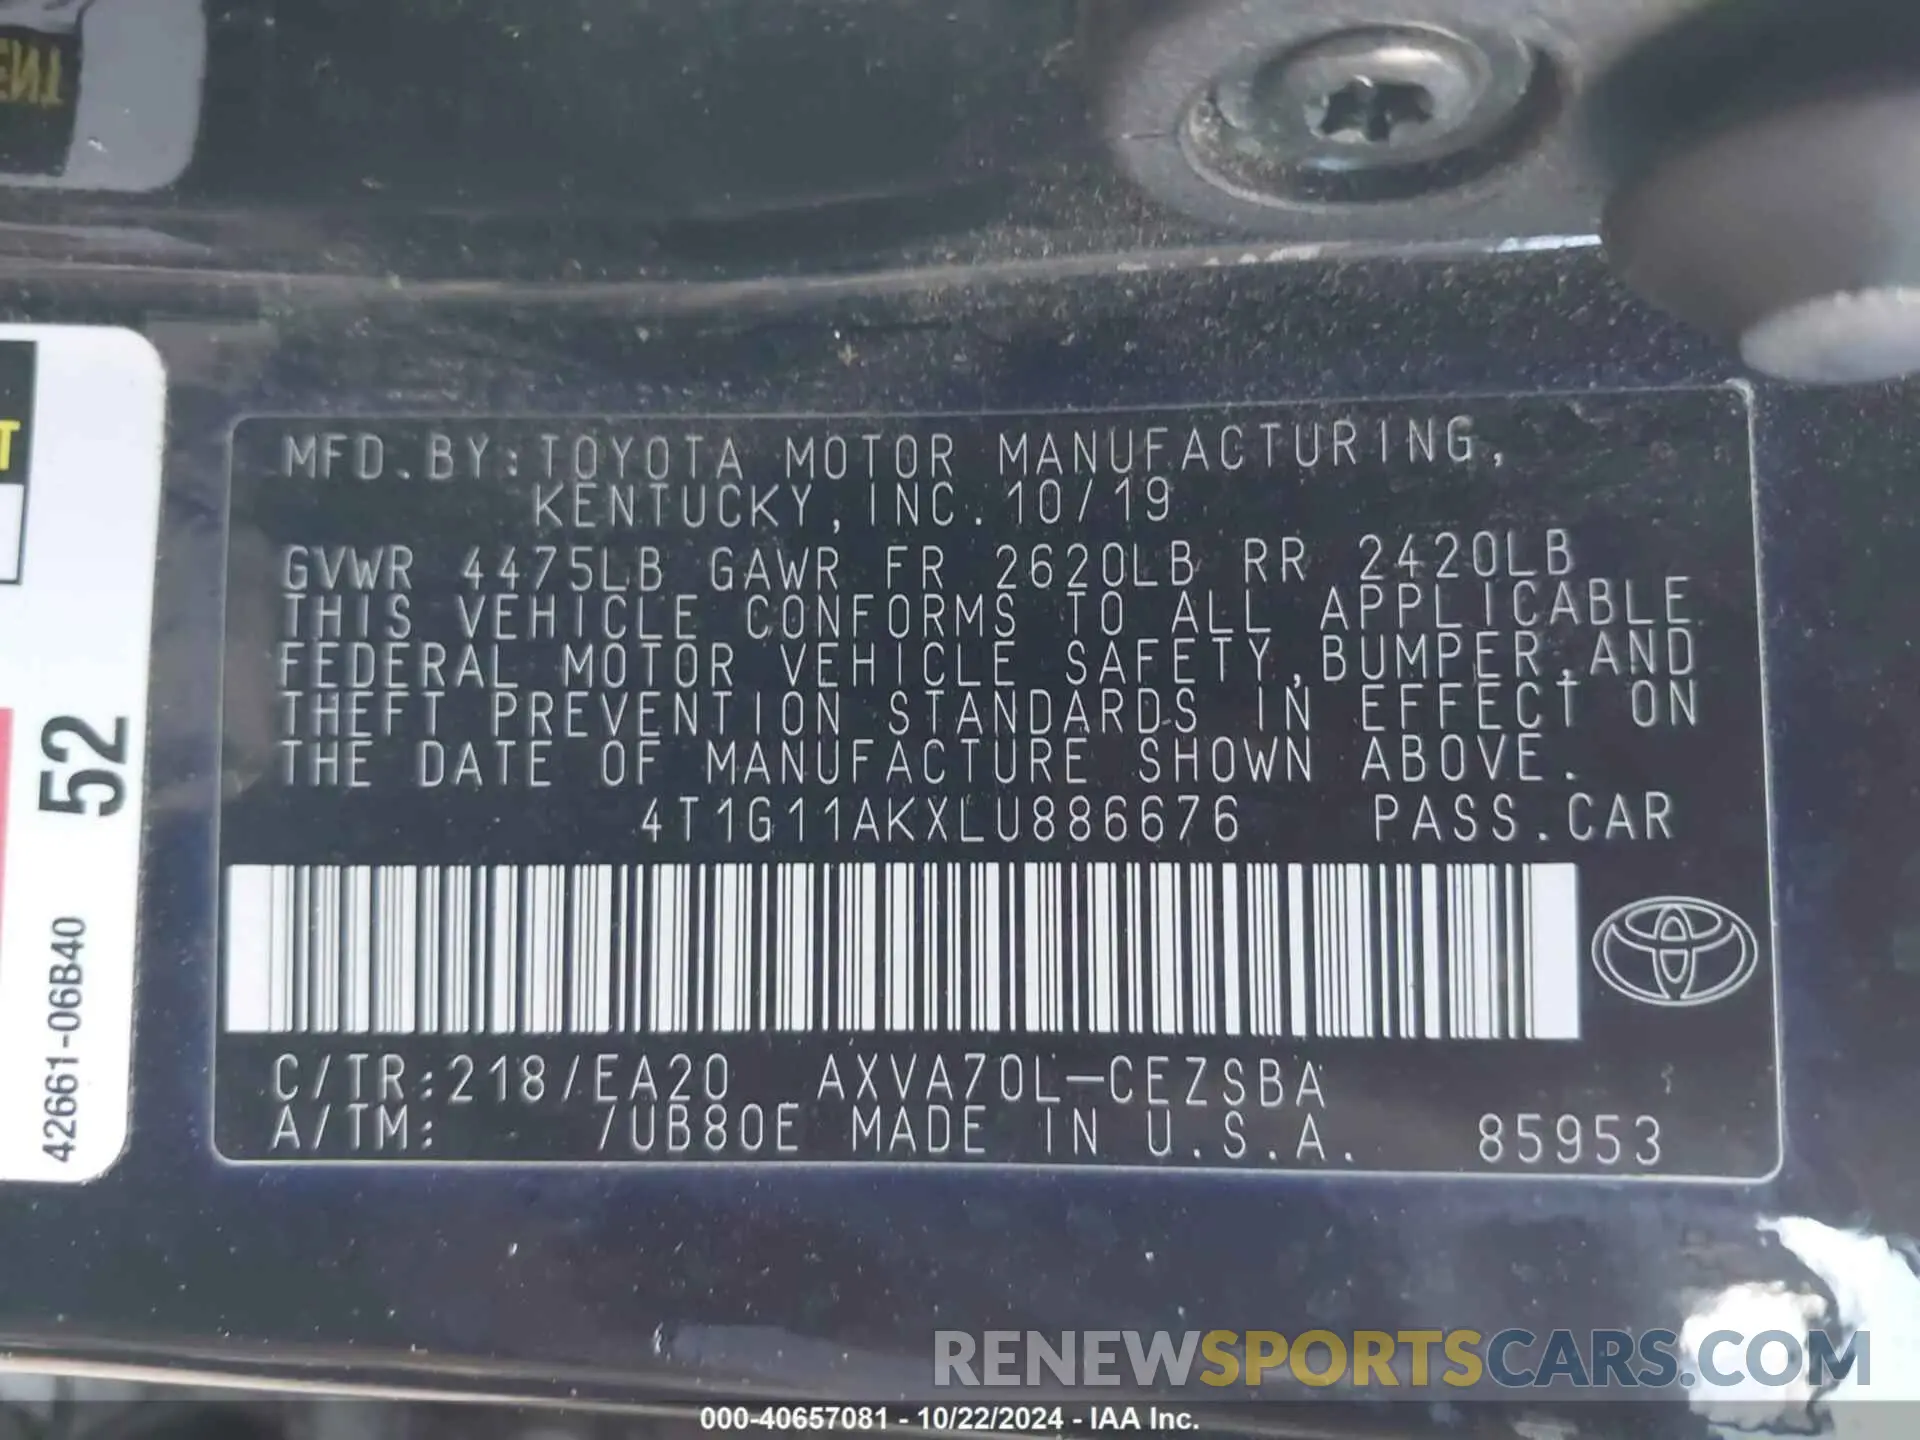 MFD.BY:TOYOTA MOTOR MANUFACTURING,
KENTUCKY,INC.10/19
GVWR 4475LB GAWR FR 2620LB RR 2420LB
THIS VEHICLE CONFORMS TO ALL APPLICABLE
FEDERAL MOTOR VEHICLE SAFETY,BUMPER,AND
THEFT PREVENTION STANDARDS IN EFFECT ON
THE DATE OF MANUFACTURE SHOWN ABOVE.
4T1G11AKXLU886676 PASS.CAR
C/TR:218/EA20 AXVA70L-CEZSBA
A/TM: /UB80E MADE IN U.S.A. 85953
52
42661-06B40
RENEWSPORTSCARS.COM
000-40657081 - 10/22/2024 - IAA Inc.